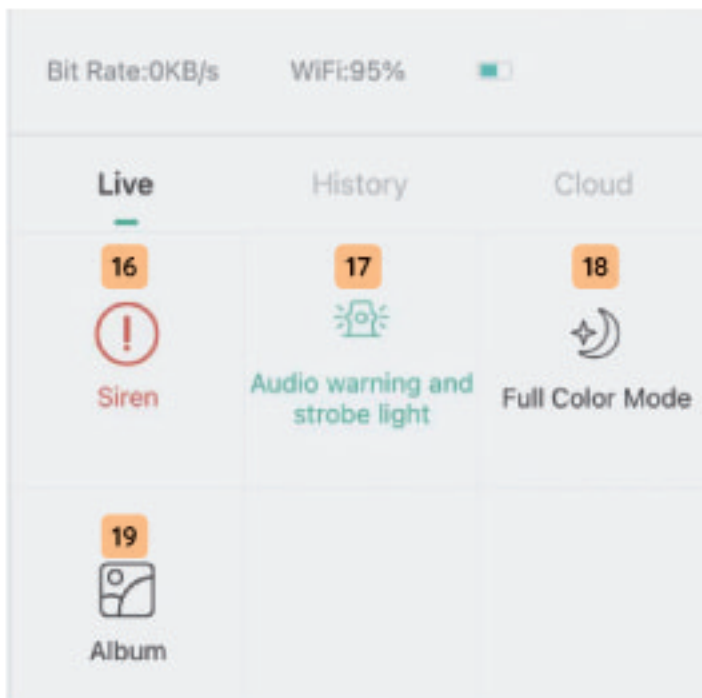 Bit Rate:0KB/s WiFi:95%
Live History Cloud
16 17 18
Siren Audio warning and strobe light Full Color Mode
19
Album